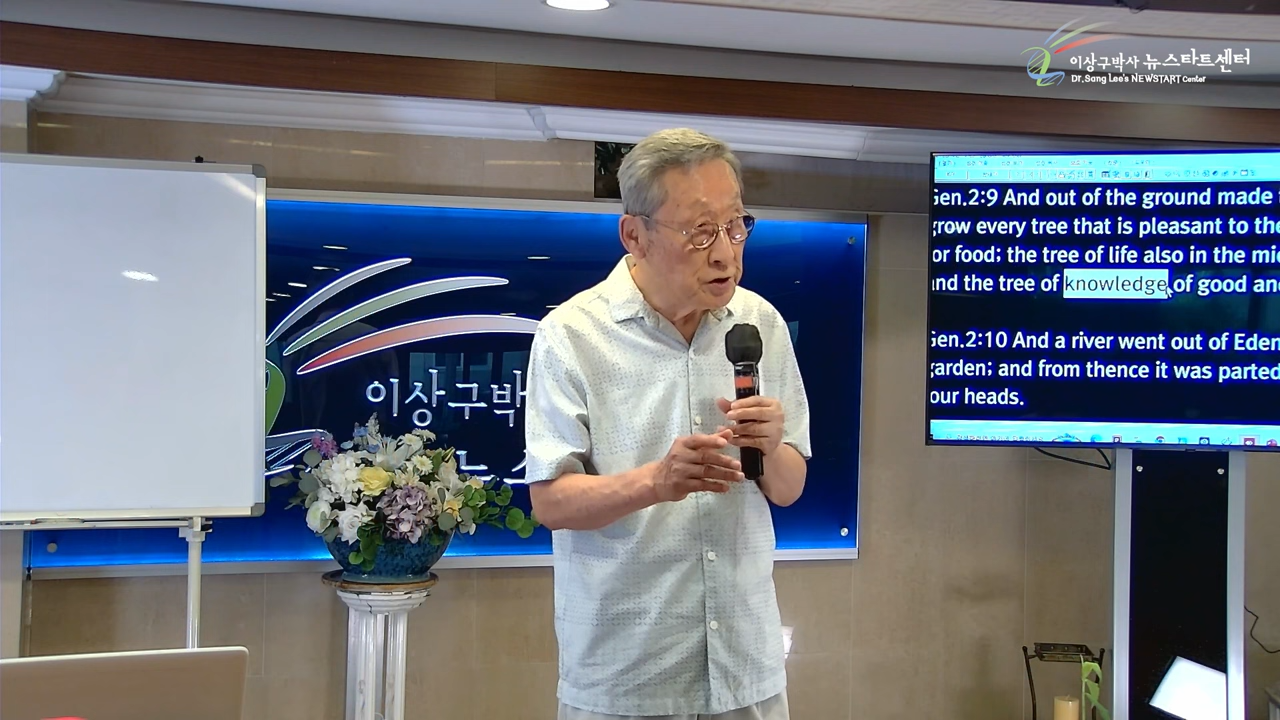 이상구박사 뉴스타트센터
Dr. Sang Lee's NEWSTART Center
Gen.2:9 And out of the ground made
grow every tree that is pleasant to the
or food; the tree of life also in the
and the tree of knowledge of good and
Gen.2:10 And a river went out of Eden
garden; and from thence it was parted
our heads.
이상구박